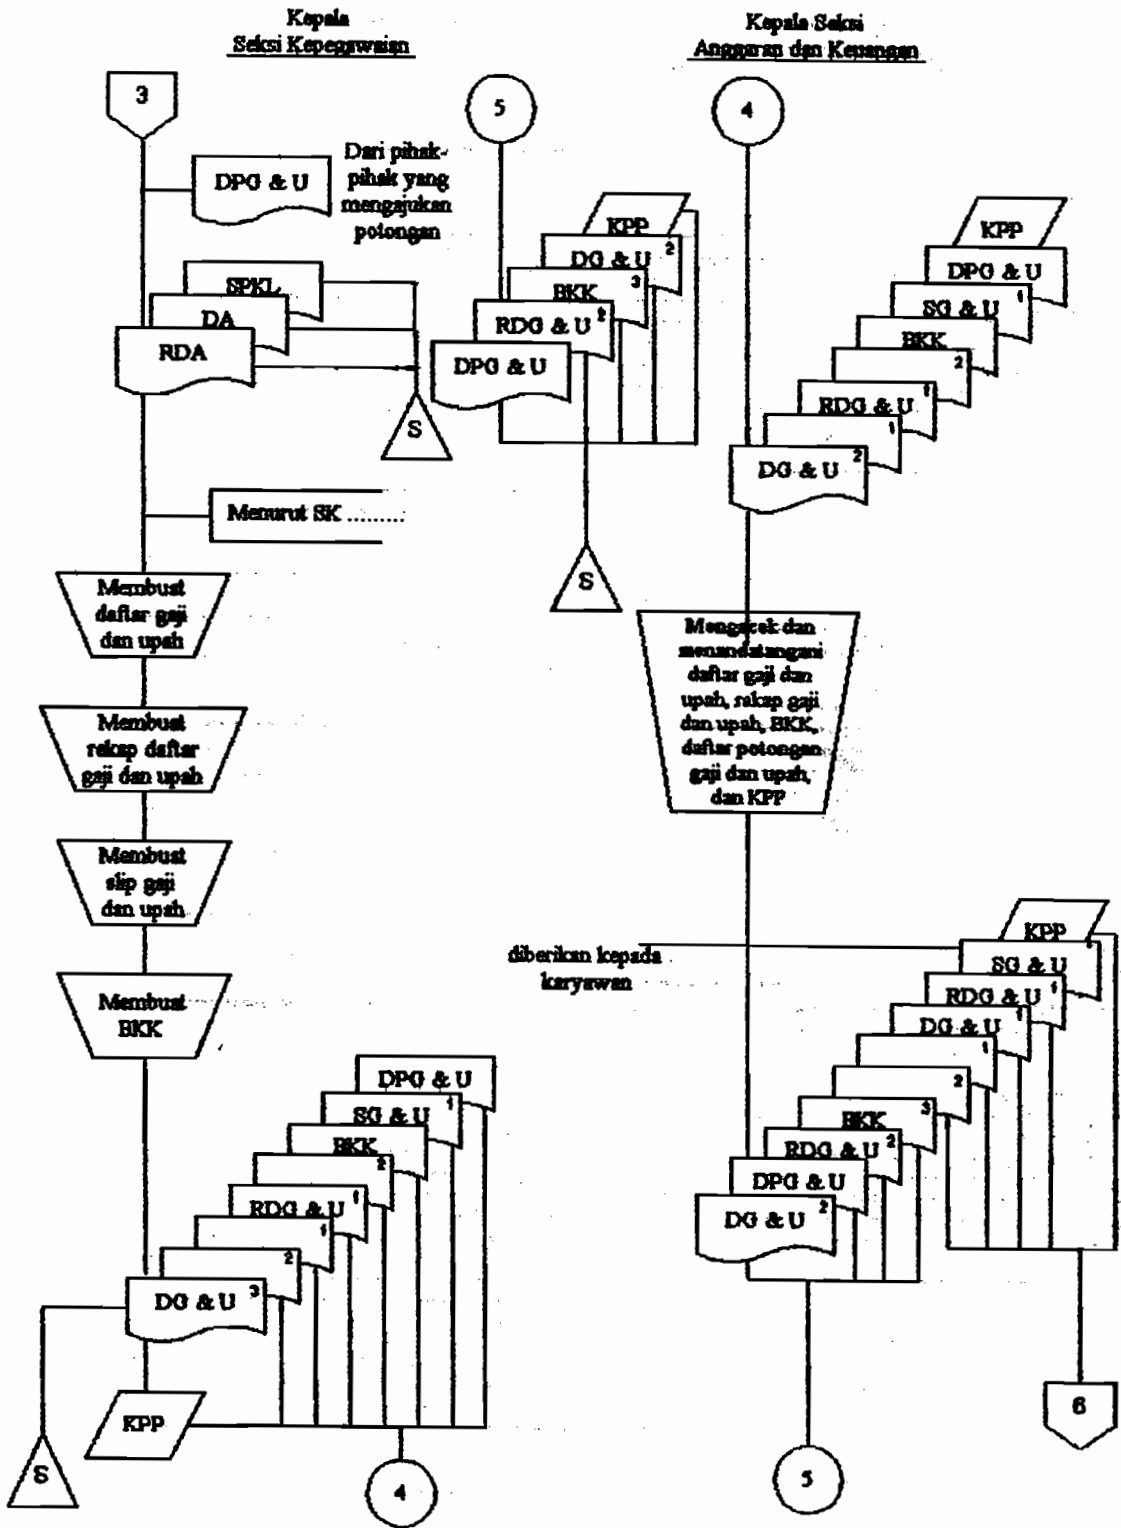 Kepala
Seksi Kepegawaian
3
DPG & U
Dari pihak-
pihak yang
mengajukan
potongan
SPKL
DA
RDA
S
Menurut SK .........
Membuat
daftar gaji
dan upah
Membuat
rekap daftar
gaji dan upah
Membuat
slip gaji
dan upah
Membuat
BKK
DPG & U
SG & U 1
BKK
2
RDG & U 1
1
2
DG & U 3
KPP
S
4
5
KPP
DG & U 2
BKK 3
RDG & U 2
DPG & U
S
Kepala Seksi
Anggaran dan Keuangan
4
KPP
DPG & U
SG & U 1
BKK
2
RDG & U 1
1
DG & U 2
Mengecek dan
menandatangani
daftar gaji dan
upah, rekap gaji
dan upah, BKK,
daftar potongan
gaji dan upah,
dan KPP
diberikan kepada
karyawan
KPP
SG & U
RDG & U 1
DG & U 1
1
2
BKK 3
RDG & U 2
DPG & U
DG & U 2
5
6